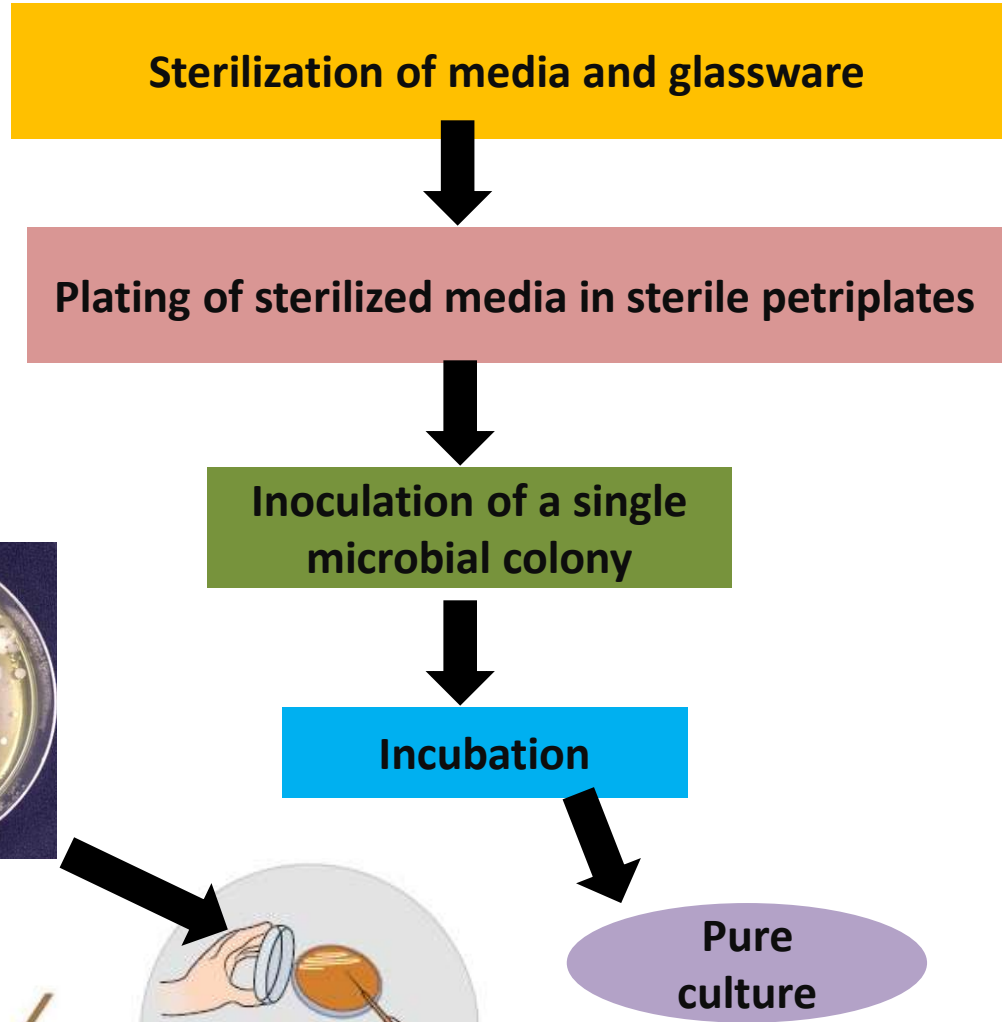 Sterilization of media and glassware
Plating of sterilized media in sterile petriplates
Inoculation of a single
microbial colony
Incubation
Pure
culture